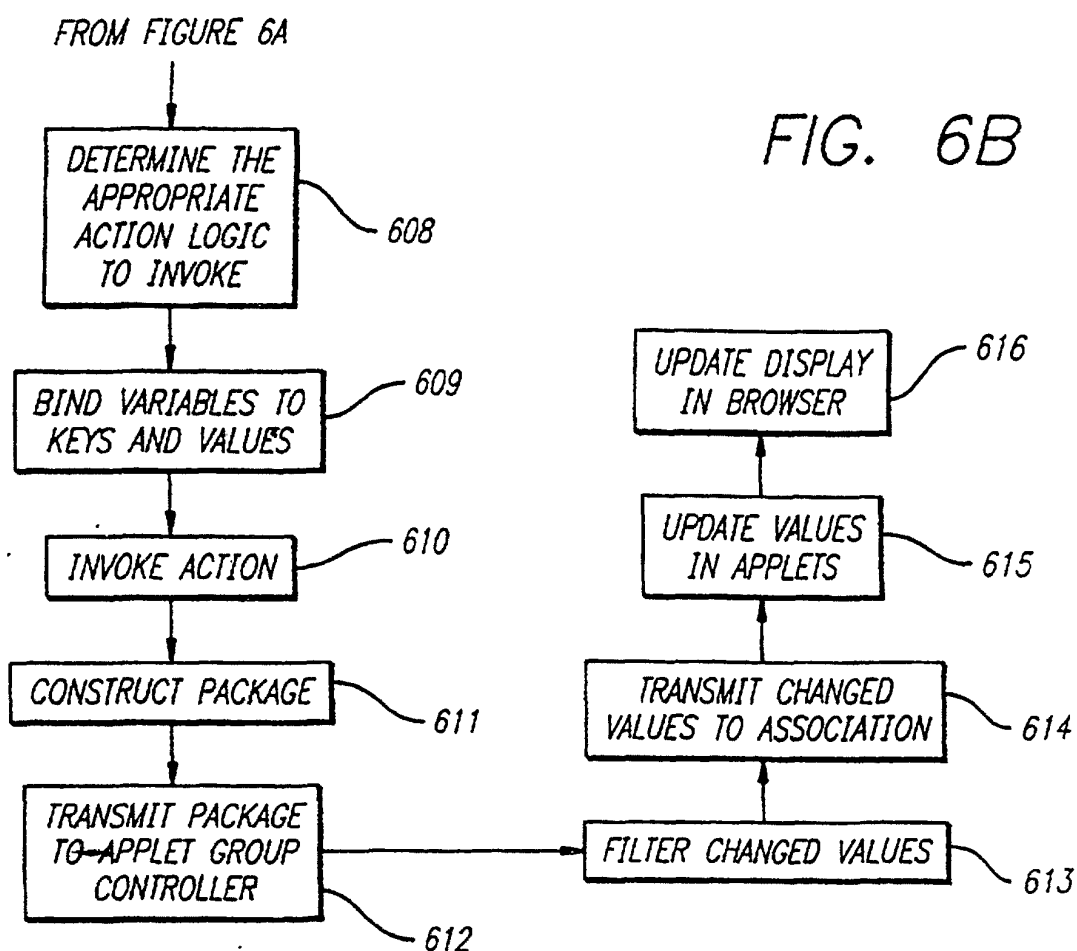 FROM FIGURE 6A
FIG. 6B
DETERMINE THE
APPROPRIATE
ACTION LOGIC
TO INVOKE
608
BIND VARIABLES TO
KEYS AND VALUES
609
INVOKE ACTION
610
CONSTRUCT PACKAGE
611
TRANSMIT PACKAGE
TO APPLET GROUP
CONTROLLER
612
FILTER CHANGED VALUES
613
TRANSMIT CHANGED
VALUES TO ASSOCIATION
614
UPDATE VALUES
IN APPLETS
615
UPDATE DISPLAY
IN BROWSER
616